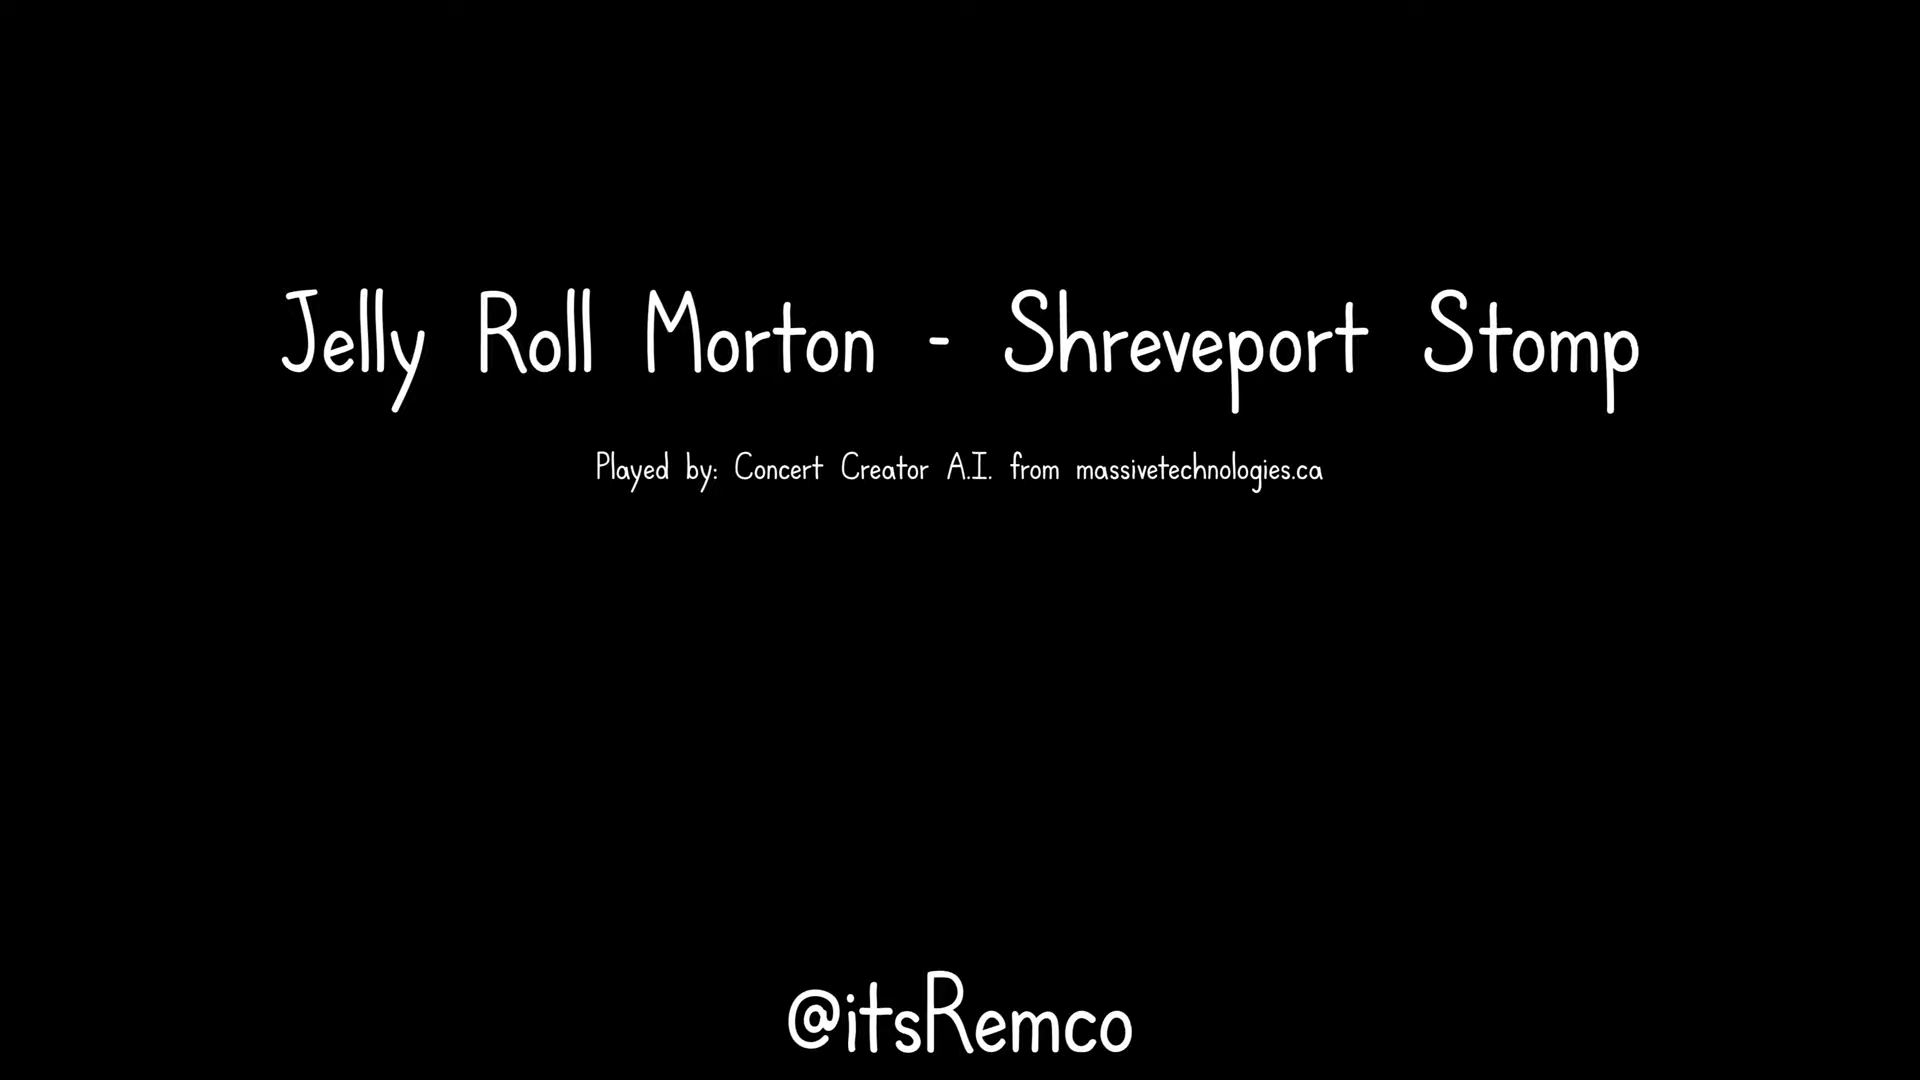 Jelly Roll Morton - Shreveport Stomp
Played by: Concert Creator A.I. from massivetechnologies.ca
@itsRemco